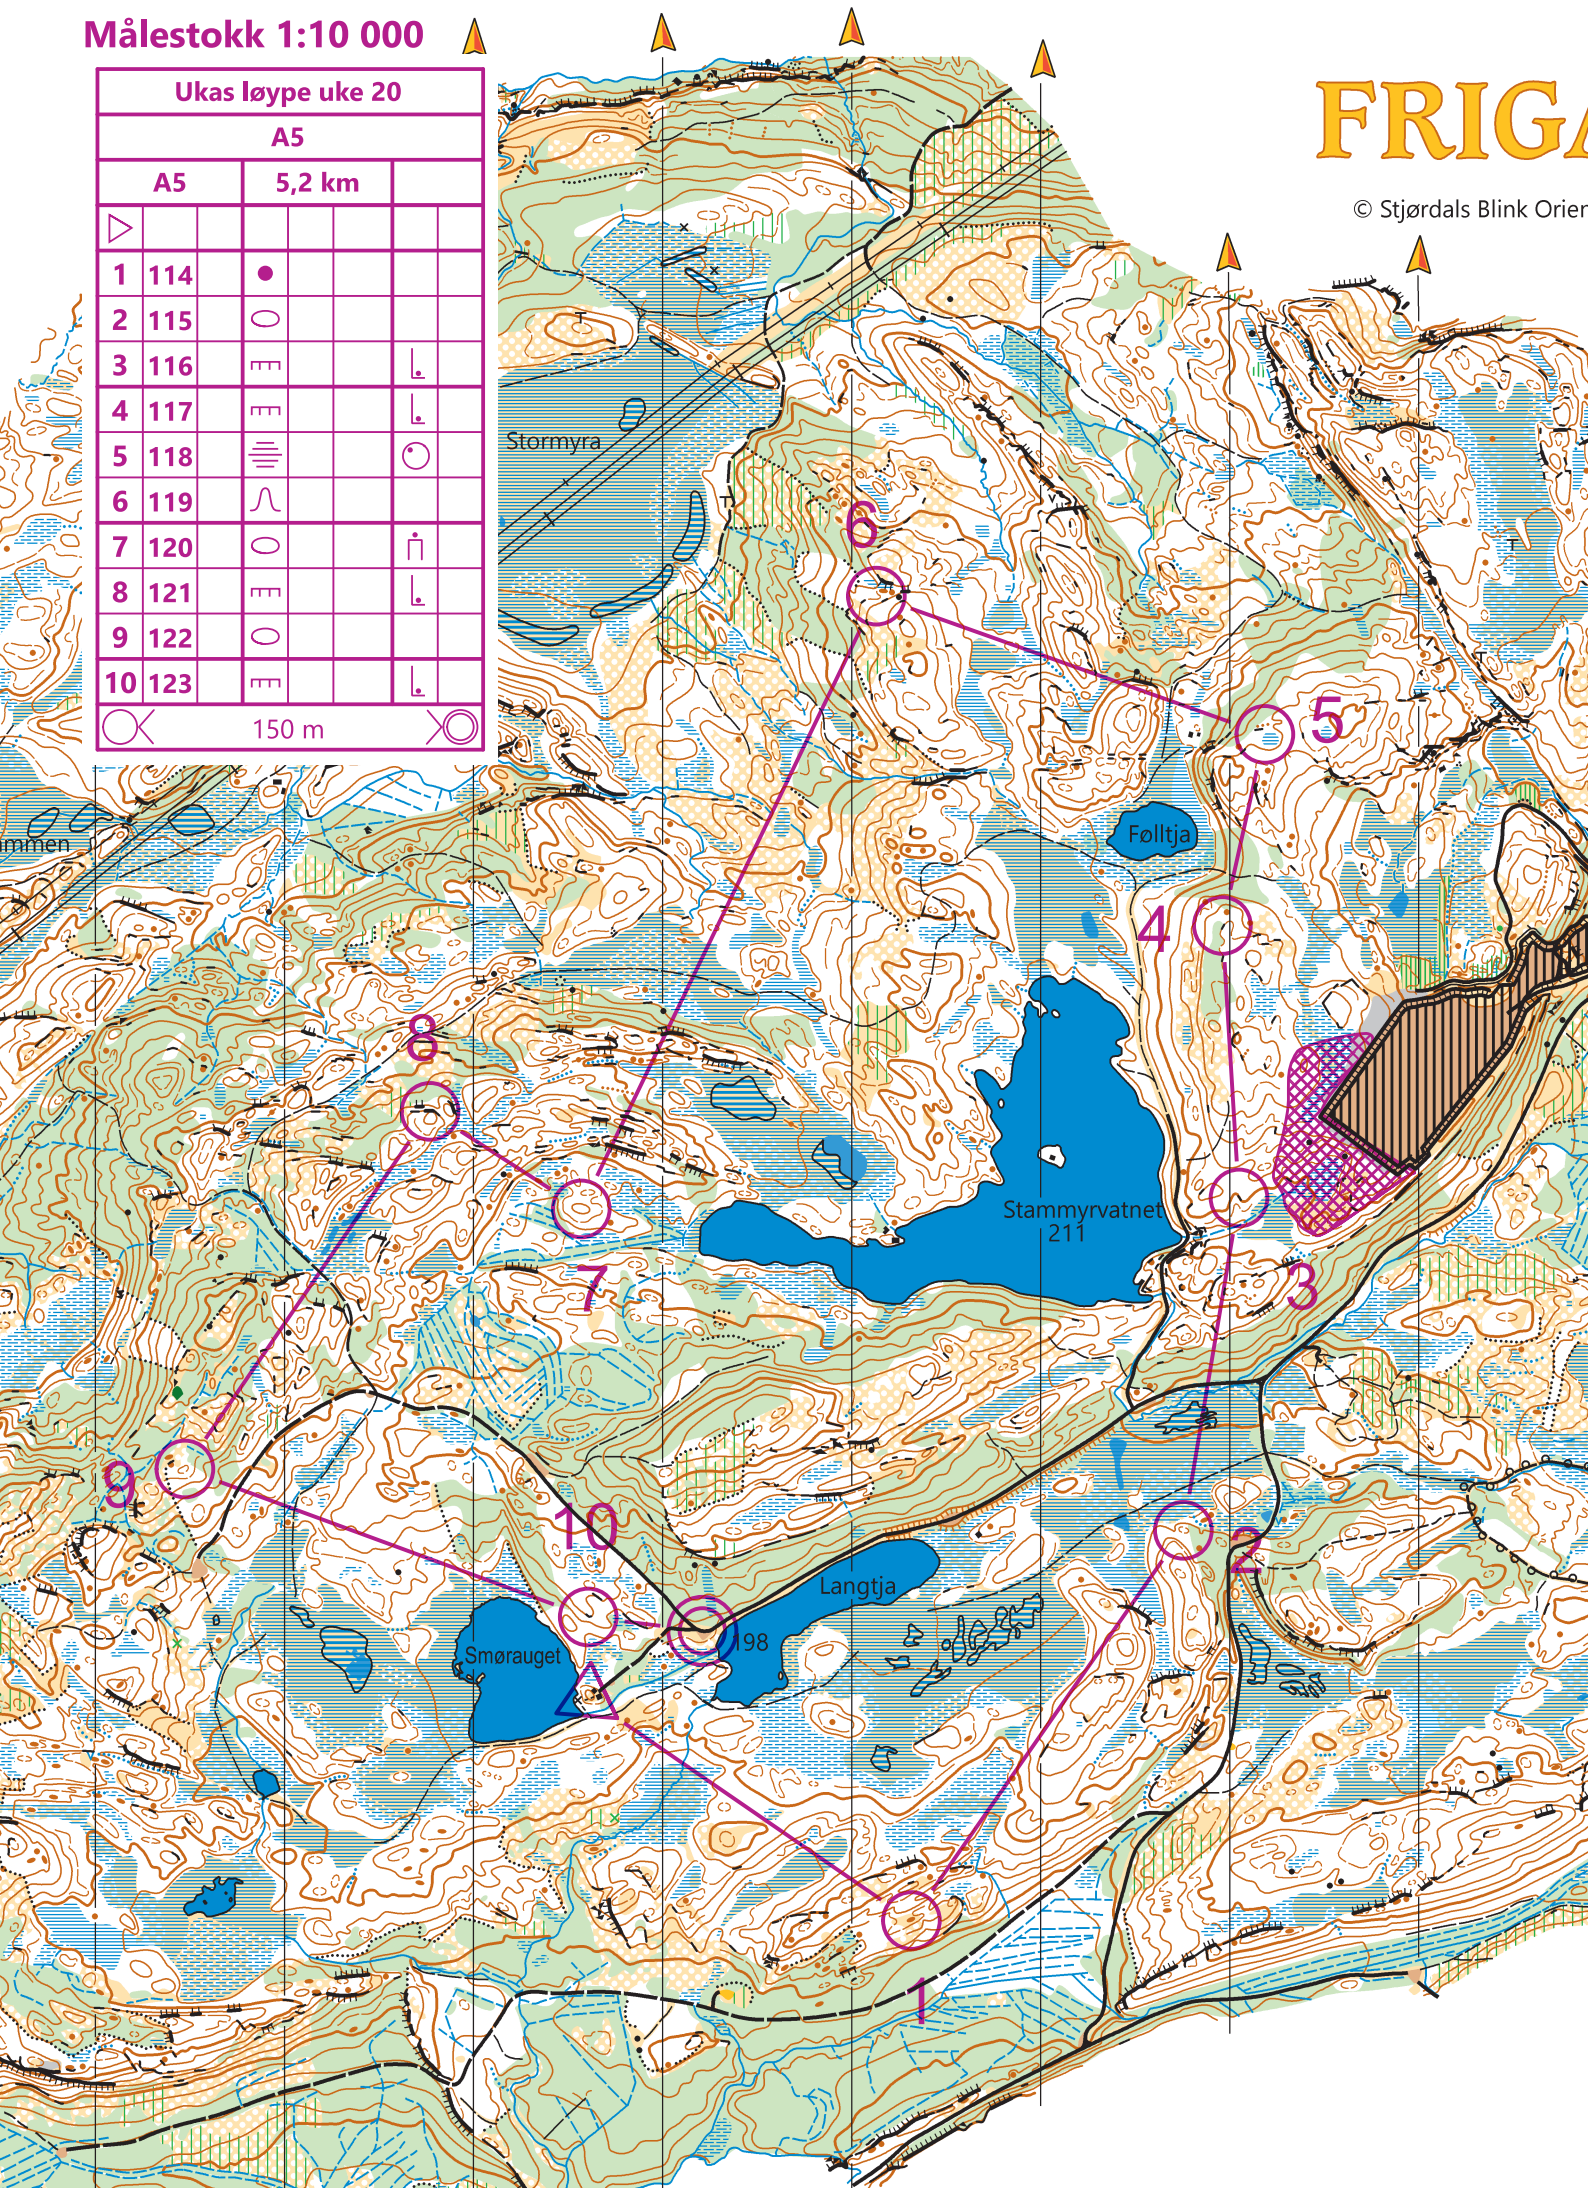 Målestokk 1:10 000
Ukas løype uke 20
A5
A5 5,2 km
1 114
2 115
3 116
4 117
5 118
6 119
7 120
8 121
9 122
10 123
150 m
FRIGA
© Stjørdals Blink Orien
Stormyra
T
T
6
5
Følltja
mmen
4
8
Stammyrvatnet
211
7
3
9
10
2
Langtja
198
Smørauget
1